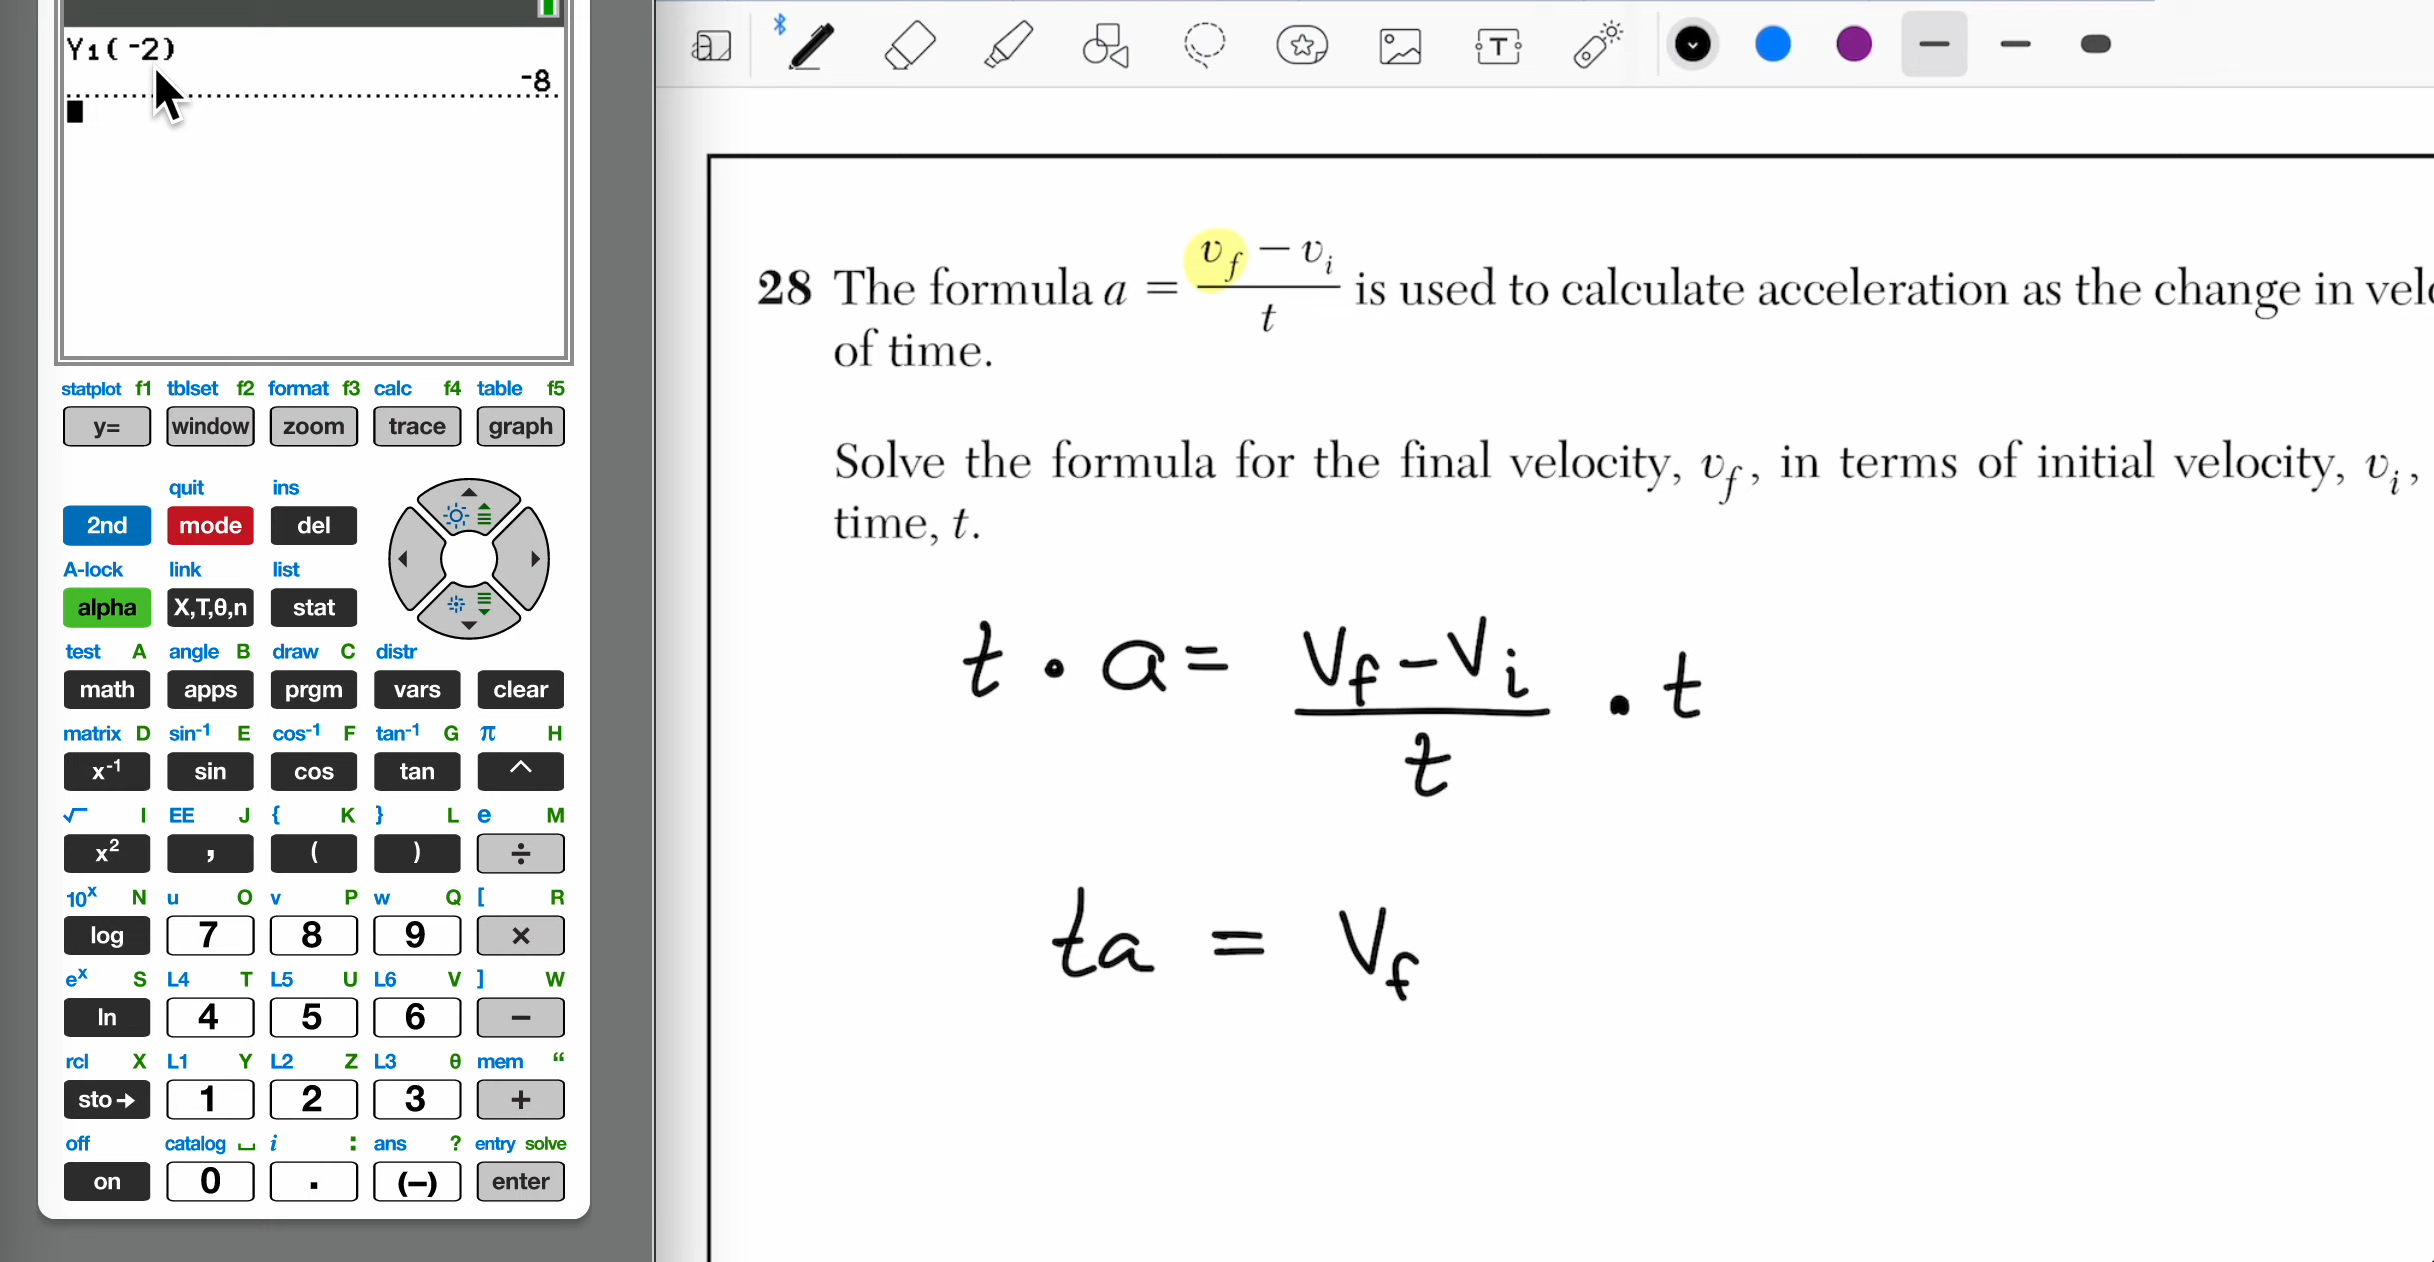 Y₁(-2)
-8
statplot f1 tblset f2 format f3 calc f4 table f5
y= window zoom trace graph
quit ins
2nd mode del
A-lock link list
alpha X,T,θ,n stat
test A angle B draw C distr
math apps prgm vars clear
matrix D sin⁻¹ E cos⁻¹ F tan⁻¹ G π H
x⁻¹ sin cos tan ^
√ I EE J { K } L e M
x² , ( ) ÷
10ˣ N u O v P w Q [ R
log 7 8 9 ×
eˣ S L4 T L5 U L6 V ] W
ln 4 5 6 −
rcl X L1 Y L2 Z L3 θ mem “
sto→ 1 2 3 +
off catalog ⎵ i : ans ? entry solve
on 0 . (−) enter
a T
28 The formula a = (v_f − v_i)/t is used to calculate acceleration as the change in
of time.
Solve the formula for the final velocity, v_f, in terms of initial velocity, v_i,
time, t.
t · a = (v_f − v_i)/t · t
ta = v_f